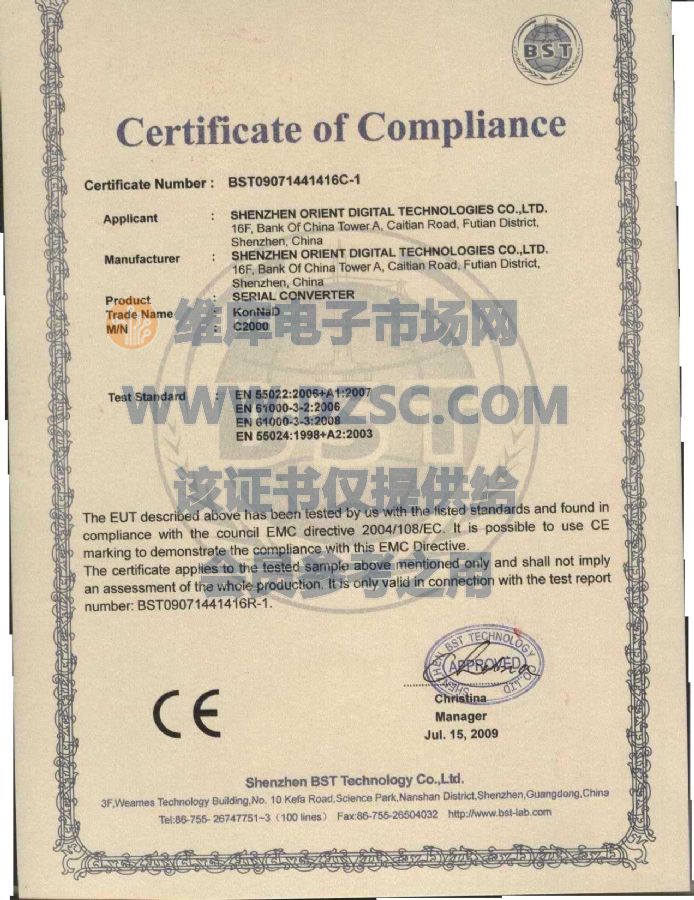 BST
Certificate of Compliance
Certificate Number : BST09071441416C-1
Applicant : SHENZHEN ORIENT DIGITAL TECHNOLOGIES CO.,LTD.
16F, Bank Of China Tower A, Caitian Road, Futian District,
Shenzhen, China
Manufacturer : SHENZHEN ORIENT DIGITAL TECHNOLOGIES CO.,LTD.
16F, Bank Of China Tower A, Caitian Road, Futian District,
Shenzhen, China
Product : SERIAL CONVERTER
Trade Name : KonNaD
M/N : C2000
维库电子市场网
Test Standard : EN 55022:2006+A1:2007
EN 61000-3-2:2006
EN 61000-3-3:2008
EN 55024:1998+A2:2003
WWW.DZSC.COM
BST
该证书仅提供给
The EUT described above has been tested by us with the listed standards and found in
compliance with the council EMC directive 2004/108/EC. It is possible to use CE
marking to demonstrate the compliance with this EMC Directive.
The certificate applies to the tested sample above mentioned only and shall not imply
an assessment of the whole production. It is only valid in connection with the test report
number: BST09071441416R-1.
SHENZHEN BST TECHNOLOGY CO.,LTD
APPROVED
Christina
Manager
Jul. 15, 2009
CE
Shenzhen BST Technology Co.,Ltd.
3F,Weames Technology Building,No. 10 Kefa Road,Science Park,Nanshan District,Shenzhen,Guangdong,China
Tel:86-755- 26747751~3 (100 lines) Fax:86-755-26504032 http://www.bst-lab.com